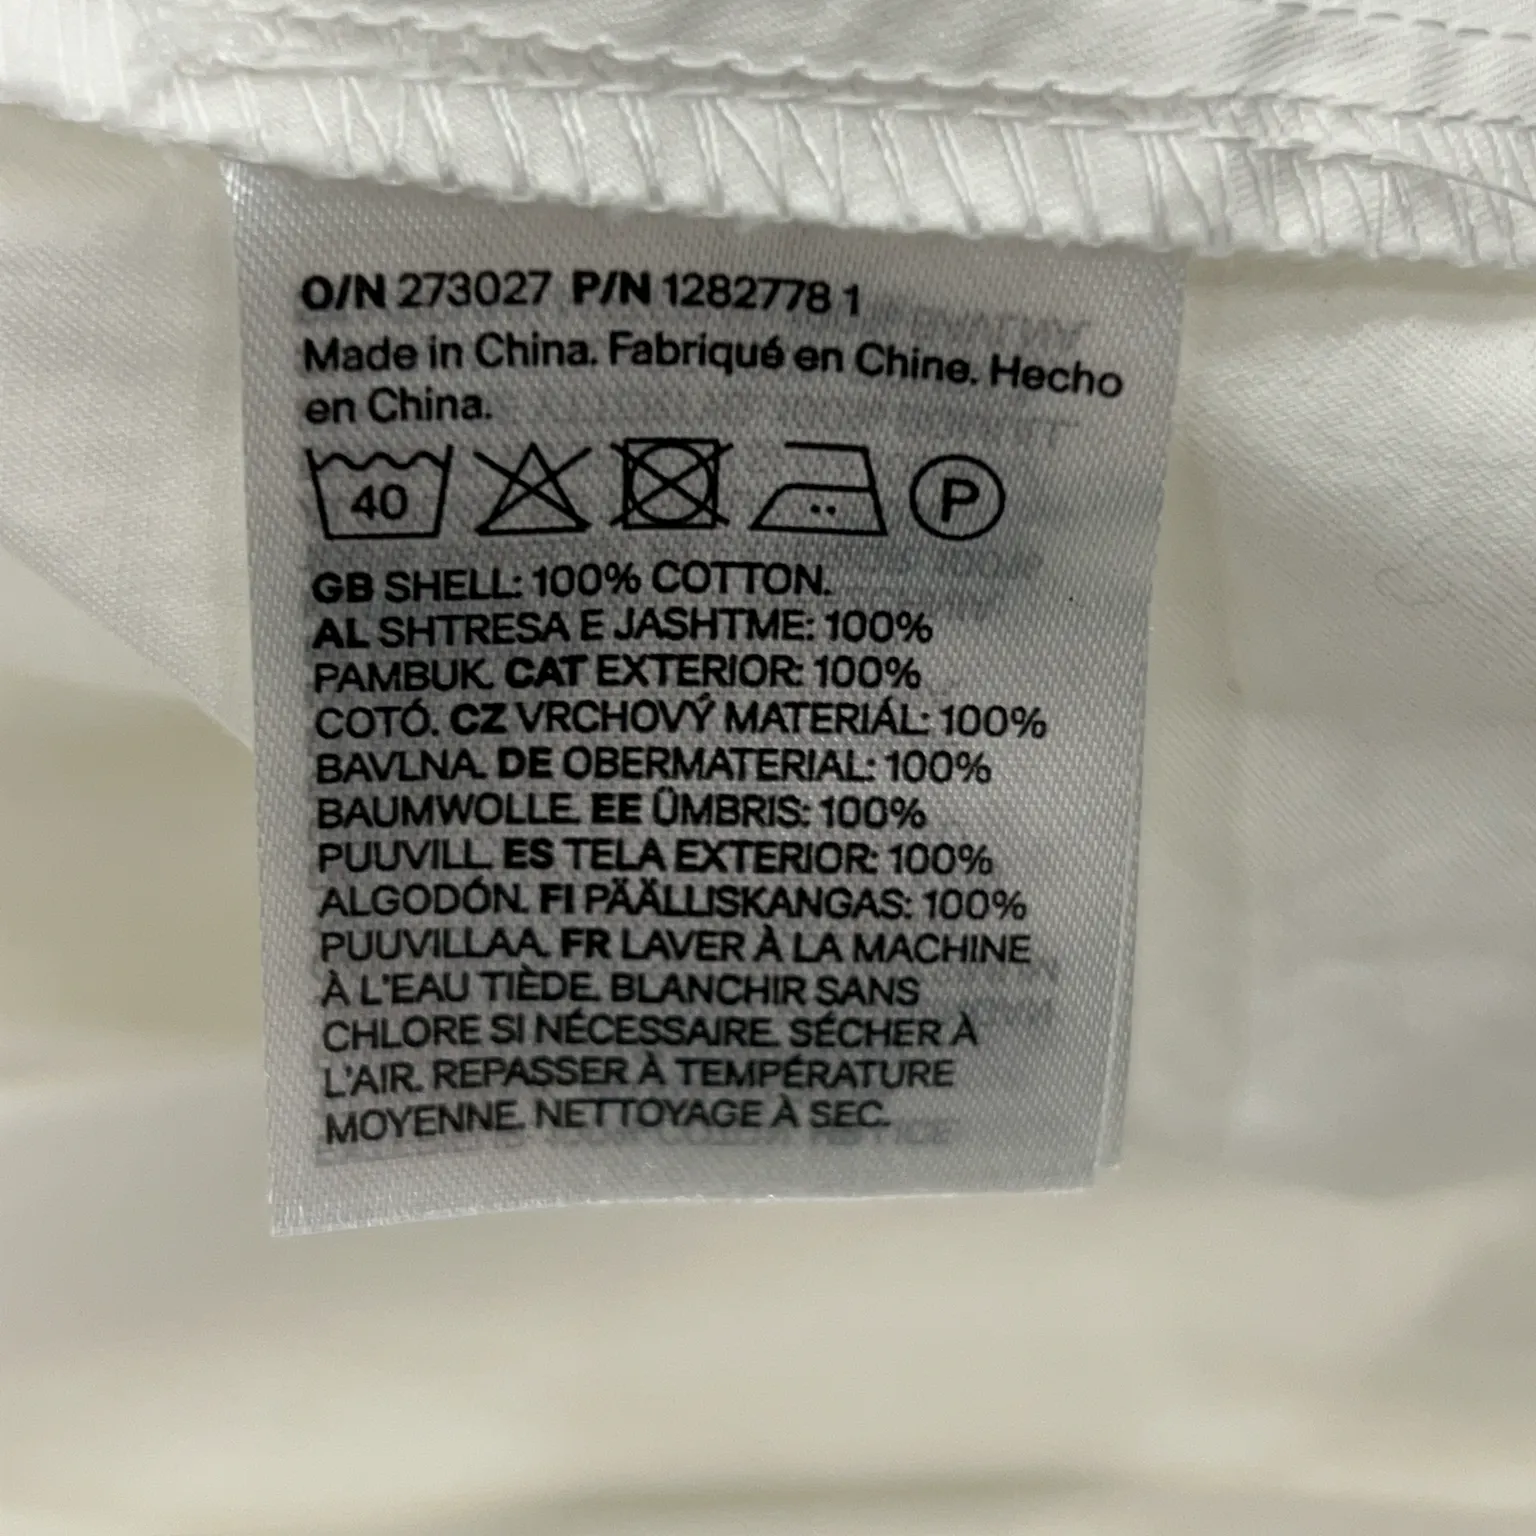 O/N 273027 P/N 1282778 1
Made in China. Fabriqué en Chine. Hecho
en China.
40 P
GB SHELL: 100% COTTON.
AL SHTRESA E JASHTME: 100%
PAMBUK. CAT EXTERIOR: 100%
COTÓ. CZ VRCHOVÝ MATERIÁL: 100%
BAVLNA. DE OBERMATERIAL: 100%
BAUMWOLLE. EE ÜMBRIS: 100%
PUUVILL. ES TELA EXTERIOR: 100%
ALGODÓN. FI PÄÄLLISKANGAS: 100%
PUUVILLAA. FR LAVER À LA MACHINE
À L'EAU TIÈDE. BLANCHIR SANS
CHLORE SI NÉCESSAIRE. SÉCHER À
L'AIR. REPASSER À TEMPÉRATURE
MOYENNE. NETTOYAGE À SEC.